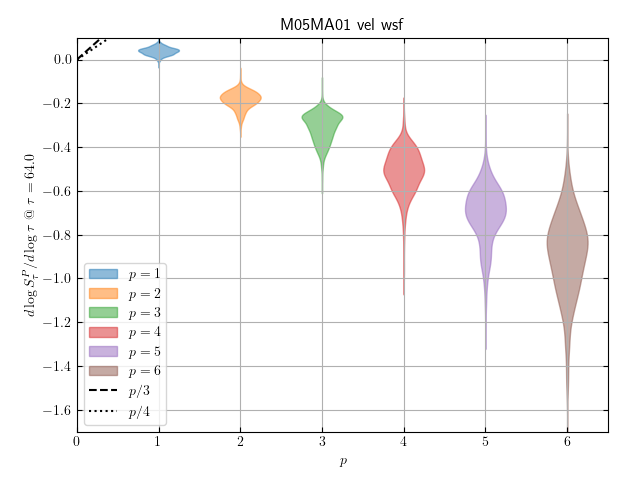 M05MA01 vel wsf
d log S_τ^P / d log τ @ τ = 64.0
0.0
−0.2
−0.4
−0.6
−0.8
−1.0
−1.2
−1.4
−1.6
p = 1
p = 2
p = 3
p = 4
p = 5
p = 6
p/3
p/4
0 1 2 3 4 5 6
p